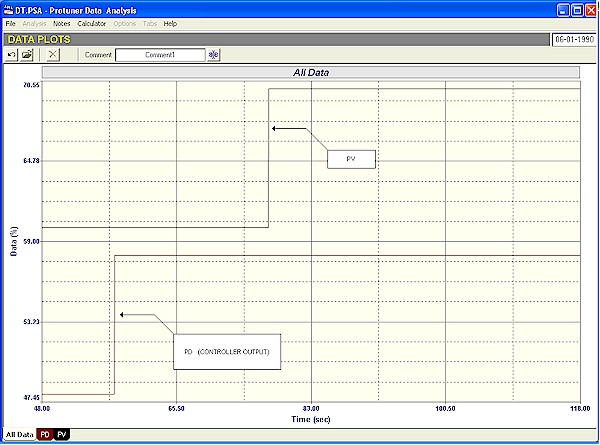 DT.PSA - Protuner Data Analysis
File Analysis Notes Calculator Options Tabs Help
DATA PLOTS 06-01-1990
Comment Comment1
All Data
70.56
64.78
59.00
53.23
47.45
Data (%)
PV
PD (CONTROLLER OUTPUT)
48.00 65.50 83.00 100.50 118.00
Time (sec)
All Data PD PV